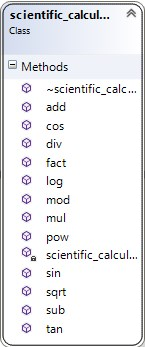 scientific_calcul...
Class
Methods
~scientific_calc...
add
cos
div
fact
log
mod
mul
pow
scientific_calcul...
sin
sqrt
sub
tan